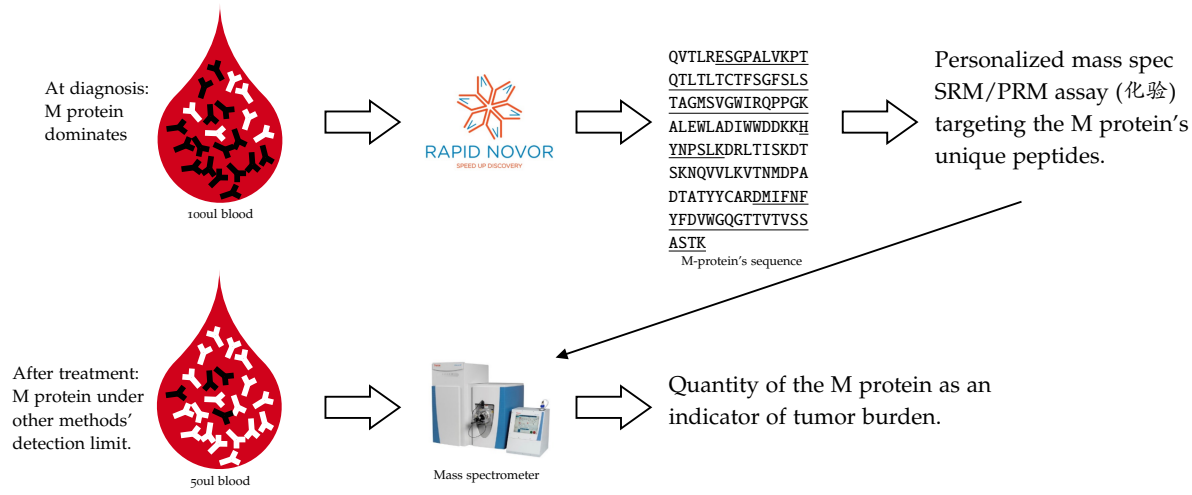 At diagnosis:
M protein
dominates
100ul blood
RAPID NOVOR
SPEED UP DISCOVERY
QVTLRESGPALVKPT
QTLTLTCTFSGFSLS
TAGMSVGWIRQPPGK
ALEWLADIWWDDKKH
YNPSLKDRLTISKDT
SKNQVVLKVTNMDPA
DTATYYCARDMIFNF
YFDVWGQGTTVTVSS
ASTK
M-protein's sequence
Personalized mass spec
SRM/PRM assay (化验)
targeting the M protein's
unique peptides.
After treatment:
M protein under
other methods'
detection limit.
50ul blood
Mass spectrometer
Quantity of the M protein as an
indicator of tumor burden.